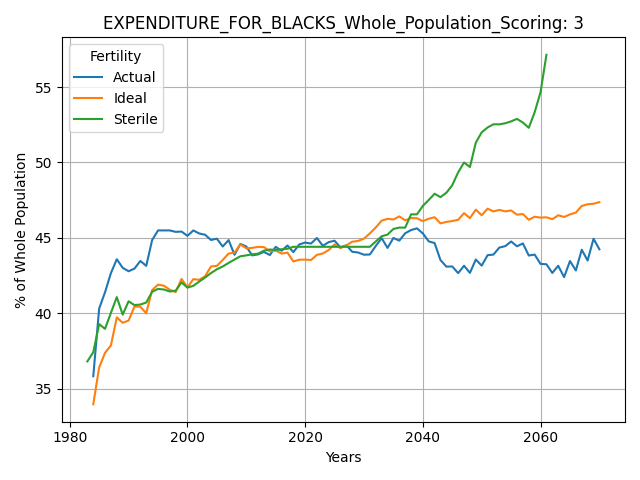 EXPENDITURE_FOR_BLACKS_Whole_Population_Scoring: 3
Fertility
Actual
Ideal
Sterile
% of Whole Population
55
50
45
40
35
1980
2000
2020
2040
2060
Years